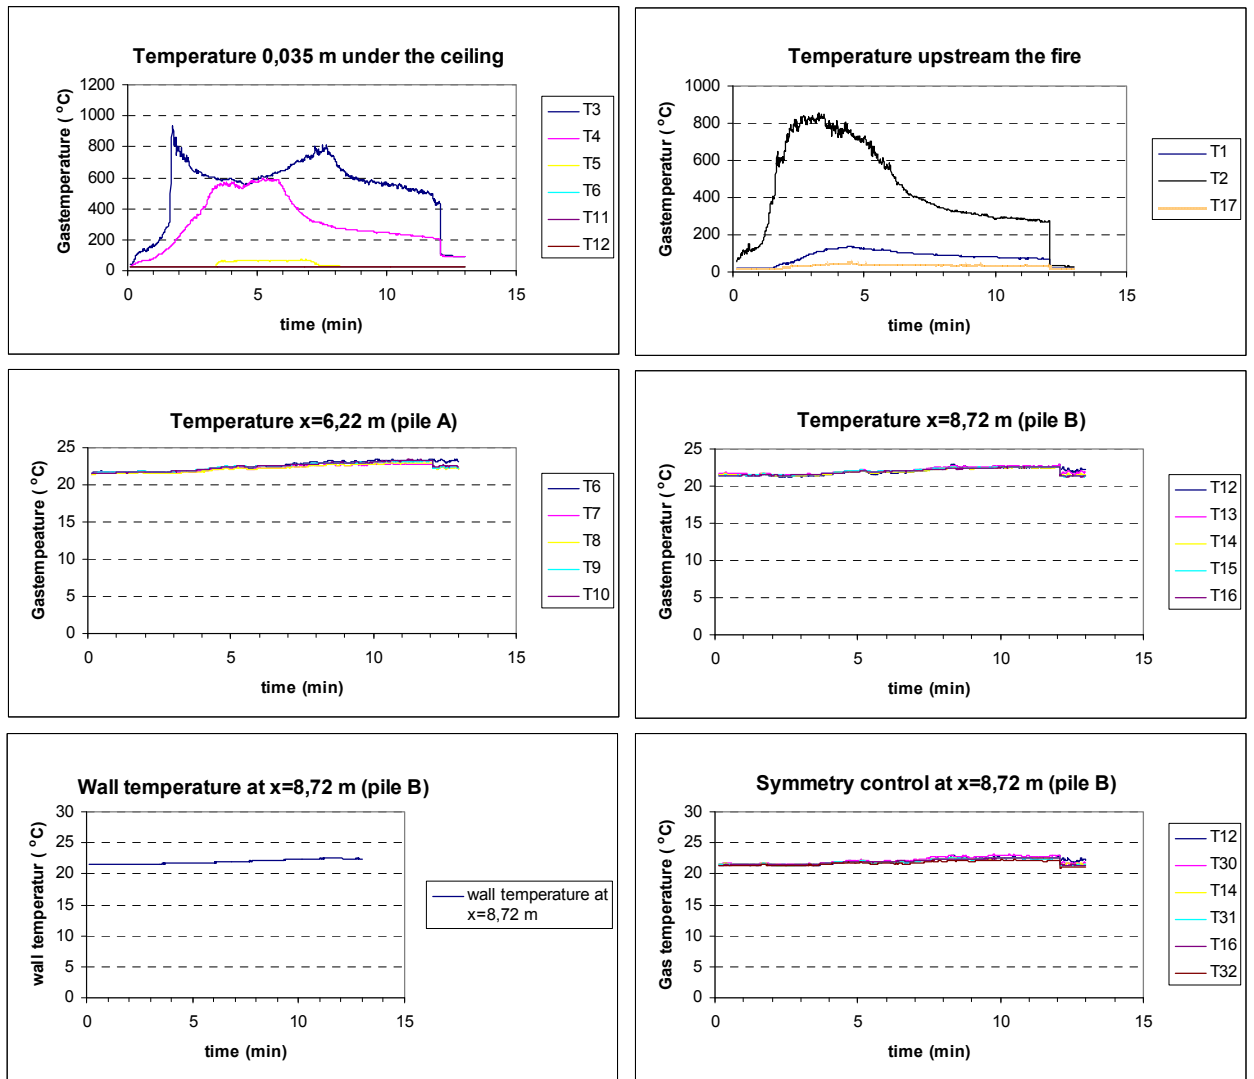 Temperature 0,035 m under the ceiling
Gastemperature ( °C)
1200
1000
800
600
400
200
0
0
5
10
15
time (min)
T3
T4
T5
T6
T11
T12
Temperature upstream the fire
Gastemperatur ( °C)
1000
800
600
400
200
0
0
5
10
15
time (min)
T1
T2
T17
Temperature x=6,22 m (pile A)
Gastempeature ( °C)
25
20
15
10
5
0
0
5
10
15
time (min)
T6
T7
T8
T9
T10
Temperature x=8,72 m (pile B)
Gastemperatur ( °C)
25
20
15
10
5
0
0
5
10
15
time (min)
T12
T13
T14
T15
T16
Wall temperature at x=8,72 m (pile B)
wall temperatur ( °C)
30
25
20
15
10
5
0
0
5
10
15
time (min)
wall temperature at
x=8,72 m
Symmetry control at x=8,72 m (pile B)
Gas temperature ( °C)
30
25
20
15
10
5
0
0
5
10
15
time (min)
T12
T30
T14
T31
T16
T32